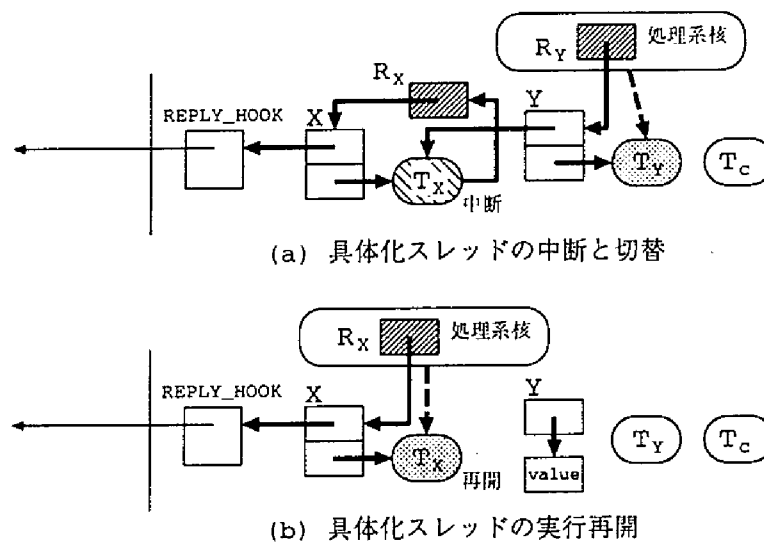 処理系核
R_Y
R_X
Y
X
REPLY_HOOK
T_X
T_Y
T_C
中断
(a) 具体化スレッドの中断と切替
処理系核
R_X
Y
X
REPLY_HOOK
T_X
T_Y
T_C
再開
value
(b) 具体化スレッドの実行再開